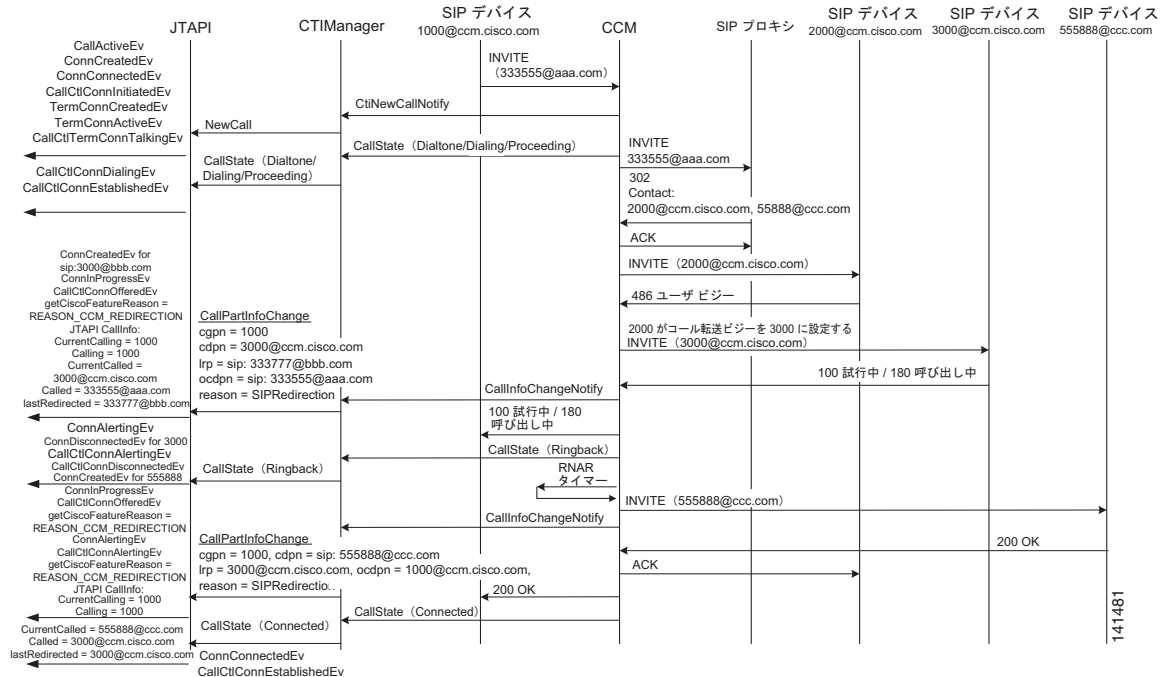 JTAPI
CTIManager
SIP デバイス
1000@ccm.cisco.com
CCM
SIP プロキシ
SIP デバイス
2000@ccm.cisco.com
SIP デバイス
3000@ccm.cisco.com
SIP デバイス
555888@ccc.com
CallActiveEv
ConnCreatedEv
ConnConnectedEv
CallCtlConnInitiatedEv
TermConnCreatedEv
TermConnActiveEv
CallCtlTermConnTalkingEv
INVITE
（333555@aaa.com）
CtiNewCallNotify
NewCall
CallState（Dialtone/Dialing/Proceeding）
CallState（Dialtone/
Dialing/Proceeding）
CallCtlConnDialingEv
CallCtlConnEstablishedEv
INVITE
333555@aaa.com
302
Contact:
2000@ccm.cisco.com, 55888@ccc.com
ACK
INVITE（2000@ccm.cisco.com）
486 ユーザ ビジー
2000 がコール転送ビジーを 3000 に設定する
INVITE（3000@ccm.cisco.com）
100 試行中 / 180 呼び出し中
ConnCreatedEv for
sip:3000@bbb.com
ConnInProgressEv
CallCtlConnOfferedEv
getCiscoFeatureReason =
REASON_CCM_REDIRECTION
JTAPI CallInfo:
CurrentCalling = 1000
Calling = 1000
CurrentCalled =
3000@ccm.cisco.com
Called = 333555@aaa.com
lastRedirected = 333777@bbb.com
CallPartInfoChange
cgpn = 1000
cdpn = 3000@ccm.cisco.com
lrp = sip: 333777@bbb.com
ocdpn = sip: 333555@aaa.com
reason = SIPRedirection
CallInfoChangeNotify
100 試行中 / 180
呼び出し中
CallState（Ringback）
CallState（Ringback）
RNAR
タイマー
ConnAlertingEv
ConnDisconnectedEv for 3000
CallCtlConnAlertingEv
CallCtlConnDisconnectedEv
ConnCreatedEv for 555888
ConnInProgressEv
CallCtlConnOfferedEv
getCiscoFeatureReason =
REASON_CCM_REDIRECTION
ConnAlertingEv
CallCtlConnAlertingEv
getCiscoFeatureReason =
REASON_CCM_REDIRECTION
JTAPI CallInfo:
CurrentCalling = 1000
Calling = 1000
CurrentCalled = 555888@ccc.com
Called = 3000@ccm.cisco.com
lastRedirected = 3000@ccm.cisco.com
INVITE（555888@ccc.com）
CallInfoChangeNotify
CallPartInfoChange
cgpn = 1000, cdpn = sip: 555888@ccc.com
lrp = 3000@ccm.cisco.com, ocdpn = 1000@ccm.cisco.com,
reason = SIPRedirectio..
200 OK
ACK
200 OK
CallState（Connected）
CallState（Connected）
ConnConnectedEv
CallCtlConnEstablishedEv
141481